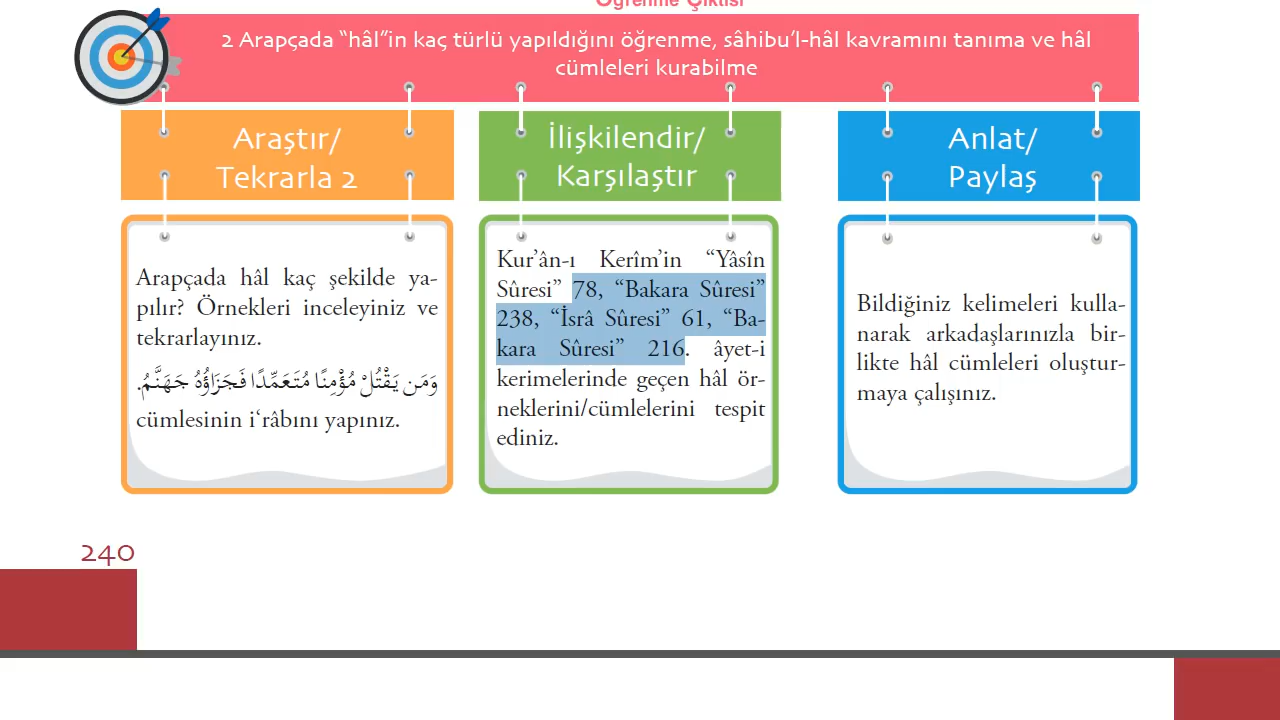 Öğrenme Çıktısı
2 Arapçada “hâl”in kaç türlü yapıldığını öğrenme, sâhibu’l-hâl kavramını tanıma ve hâl
cümleleri kurabilme
Araştır/
Tekrarla 2
Arapçada hâl kaç şekilde ya-
pılır? Örnekleri inceleyiniz ve
tekrarlayınız.
وَمَن يَقْتُلْ مُؤْمِنًا مُتَعَمِّدًا فَجَزَاؤُهُ جَهَنَّمُ.
cümlesinin i‘râbını yapınız.
İlişkilendir/
Karşılaştır
Kur’ân-ı Kerîm’in “Yâsîn
Sûresi” 78, “Bakara Sûresi”
238, “İsrâ Sûresi” 61, “Ba-
kara Sûresi” 216. âyet-i
kerimelerinde geçen hâl ör-
neklerini/cümlelerini tespit
ediniz.
Anlat/
Paylaş
Bildiğiniz kelimeleri kulla-
narak arkadaşlarınızla bir-
likte hâl cümleleri oluştur-
maya çalışınız.
240